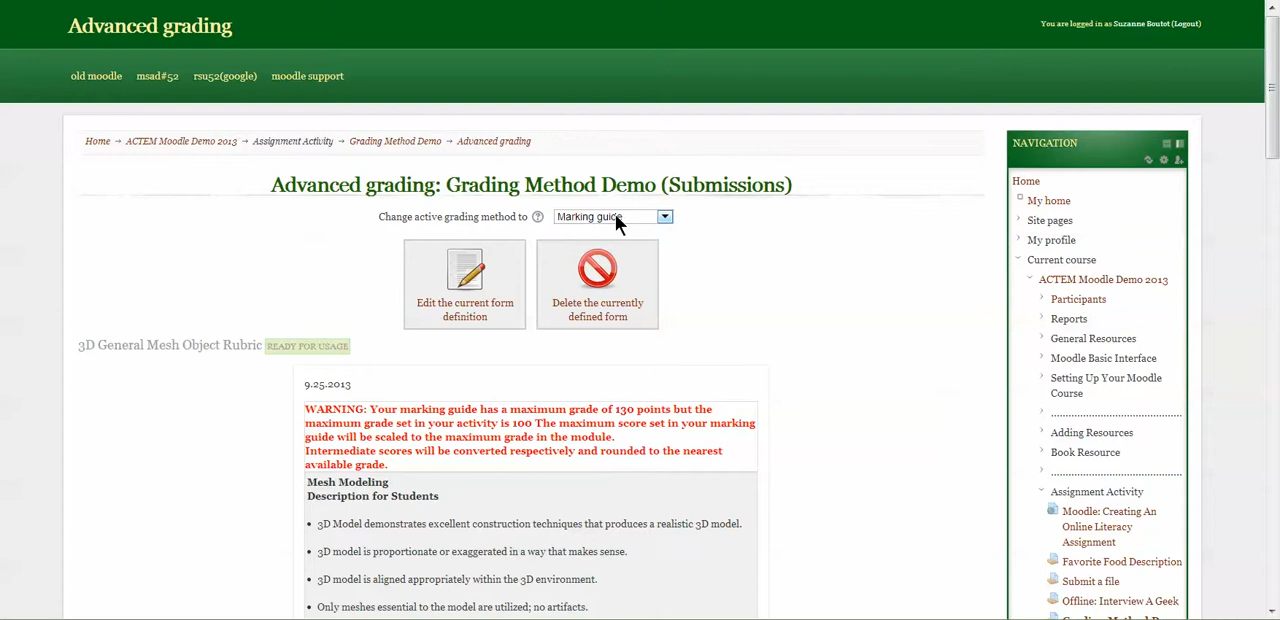 Advanced grading
You are logged in as Suzanne Boutot (Logout)
old moodle msad#52 rsu52(google) moodle support
Home → ACTEM Moodle Demo 2013 → Assignment Activity → Grading Method Demo → Advanced grading
Advanced grading: Grading Method Demo (Submissions)
Change active grading method to Marking guide
Edit the current form
definition
Delete the currently
defined form
3D General Mesh Object Rubric READY FOR USAGE
9.25.2013
WARNING: Your marking guide has a maximum grade of 130 points but the
maximum grade set in your activity is 100 The maximum score set in your marking
guide will be scaled to the maximum grade in the module.
Intermediate scores will be converted respectively and rounded to the nearest
available grade.
Mesh Modeling
Description for Students
• 3D Model demonstrates excellent construction techniques that produces a realistic 3D model.
• 3D model is proportionate or exaggerated in a way that makes sense.
• 3D model is aligned appropriately within the 3D environment.
• Only meshes essential to the model are utilized; no artifacts.
NAVIGATION
Home
My home
Site pages
My profile
Current course
ACTEM Moodle Demo 2013
Participants
Reports
General Resources
Moodle Basic Interface
Setting Up Your Moodle
Course
Adding Resources
Book Resource
Assignment Activity
Moodle: Creating An
Online Literacy
Assignment
Favorite Food Description
Submit a file
Offline: Interview A Geek